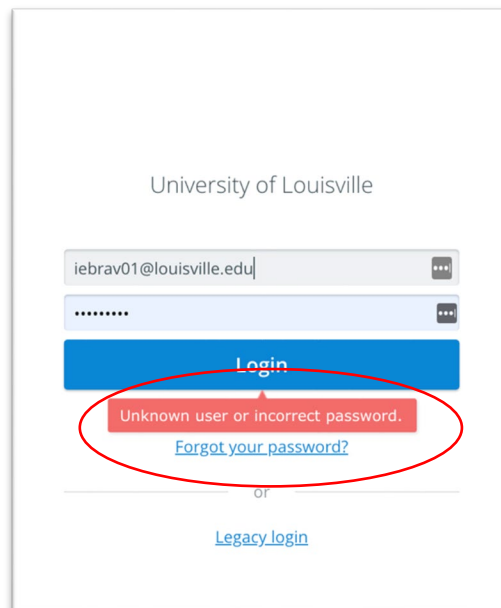 University of Louisville
iebrav01@louisville.edu
•••••••••
Login
Unknown user or incorrect password.
Forgot your password?
or
Legacy login